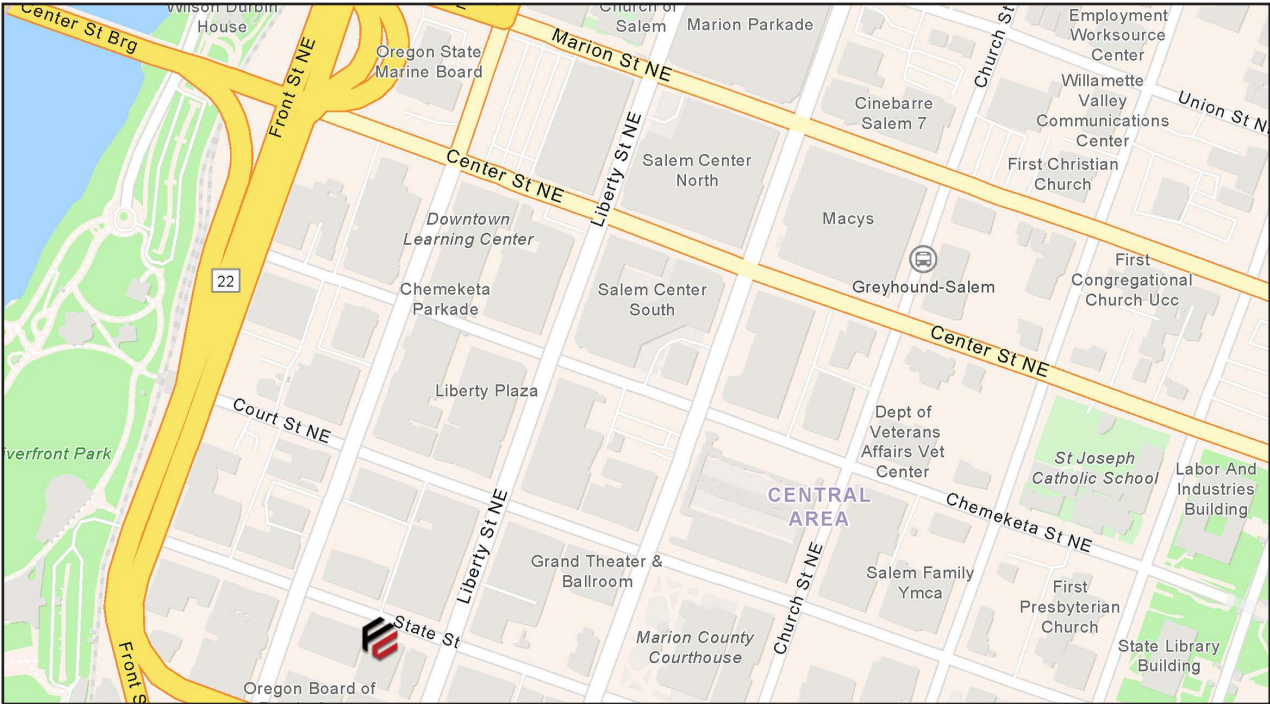 Center St Brg
Wilson Durbin
House
Front St NE
Oregon State
Marine Board
Church of
Salem
Marion Parkade
Marion St NE
Church St
Employment
Worksource
Center
Willamette
Valley
Communications
Center
Union St N
Cinebarre
Salem 7
First Christian
Church
Liberty St NE
Salem Center
North
Center St NE
Macys
Downtown
Learning Center
22
Greyhound-Salem
First
Congregational
Church Ucc
Chemeketa
Parkade
Salem Center
South
Center St NE
Liberty Plaza
Court St NE
Dept of
Veterans
Affairs Vet
Center
iverfront Park
St Joseph
Catholic School
Labor And
Industries
Building
CENTRAL
AREA
Chemeketa St NE
Liberty St NE
Grand Theater &
Ballroom
Church St NE
Salem Family
Ymca
First
Presbyterian
Church
State St
Marion County
Courthouse
State Library
Building
Front S
Oregon Board of